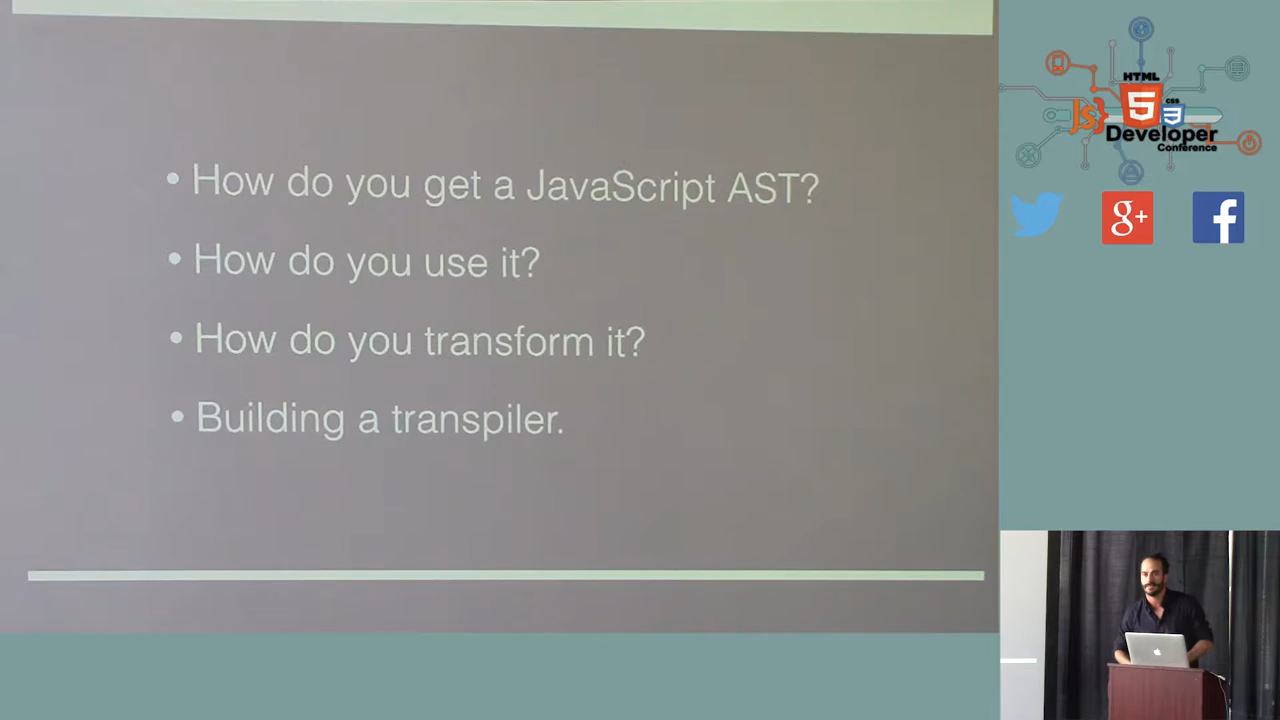 • How do you get a JavaScript AST?
• How do you use it?
• How do you transform it?
• Building a transpiler.
HTML
5
JS}
CSS
3
Developer
Conference
g+
f